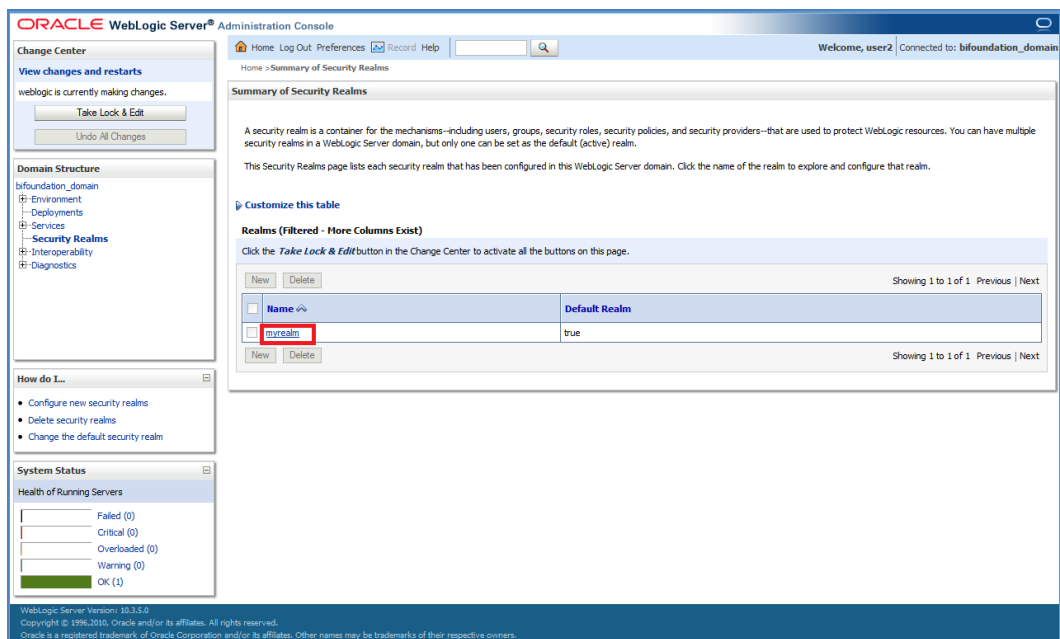 ORACLE WebLogic Server® Administration Console
Change Center
View changes and restarts
weblogic is currently making changes.
Take Lock & Edit
Undo All Changes
Domain Structure
bifoundation_domain
Environment
Deployments
Services
Security Realms
Interoperability
Diagnostics
How do I...
Configure new security realms
Delete security realms
Change the default security realm
System Status
Health of Running Servers
Failed (0)
Critical (0)
Overloaded (0)
Warning (0)
OK (1)
Home Log Out Preferences Record Help
Welcome, user2 Connected to: bifoundation_domain
Home >Summary of Security Realms
Summary of Security Realms
A security realm is a container for the mechanisms--including users, groups, security roles, security policies, and security providers--that are used to protect WebLogic resources. You can have multiple
security realms in a WebLogic Server domain, but only one can be set as the default (active) realm.
This Security Realms page lists each security realm that has been configured in this WebLogic Server domain. Click the name of the realm to explore and configure that realm.
Customize this table
Realms (Filtered - More Columns Exist)
Click the Take Lock & Edit button in the Change Center to activate all the buttons on this page.
New Delete Showing 1 to 1 of 1 Previous | Next
Name Default Realm
myrealm true
New Delete Showing 1 to 1 of 1 Previous | Next
WebLogic Server Version: 10.3.5.0
Copyright © 1996,2010, Oracle and/or its affiliates. All rights reserved.
Oracle is a registered trademark of Oracle Corporation and/or its affiliates. Other names may be trademarks of their respective owners.